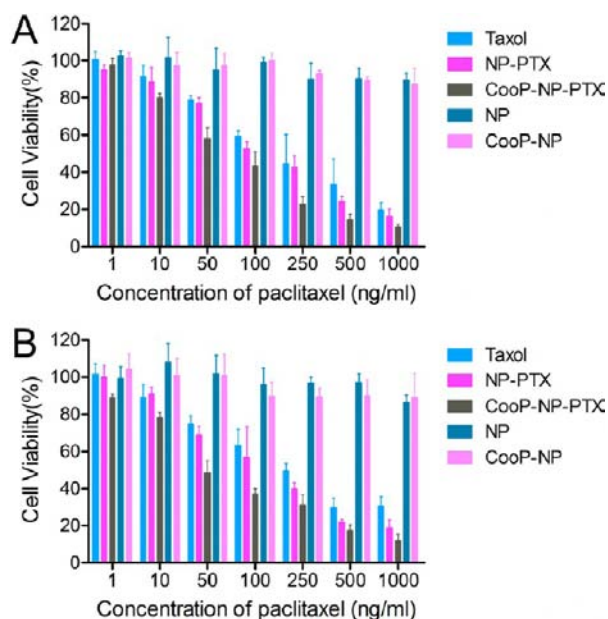 A
120
100
80
60
40
20
0
Cell Viability(%)
1 10 50 100 250 500 1000
Concentration of paclitaxel (ng/ml)
Taxol
NP-PTX
CooP-NP-PTX
NP
CooP-NP
B
120
100
80
60
40
20
0
Cell Viability(%)
1 10 50 100 250 500 1000
Concentration of paclitaxel (ng/ml)
Taxol
NP-PTX
CooP-NP-PTX
NP
CooP-NP